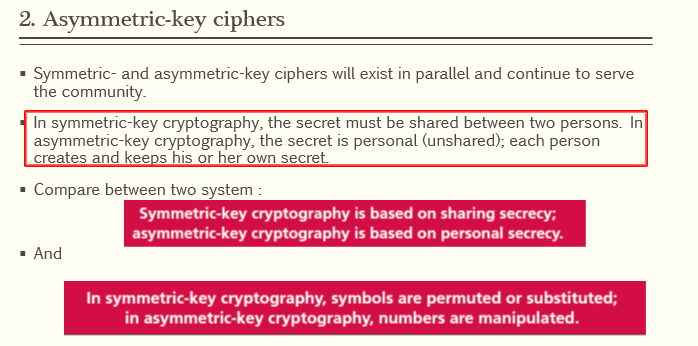 2. Asymmetric-key ciphers
▪ Symmetric- and asymmetric-key ciphers will exist in parallel and continue to serve
the community.
▪ In symmetric-key cryptography, the secret must be shared between two persons. In
asymmetric-key cryptography, the secret is personal (unshared); each person
creates and keeps his or her own secret.
▪ Compare between two system :
Symmetric-key cryptography is based on sharing secrecy;
asymmetric-key cryptography is based on personal secrecy.
▪ And
In symmetric-key cryptography, symbols are permuted or substituted;
in asymmetric-key cryptography, numbers are manipulated.